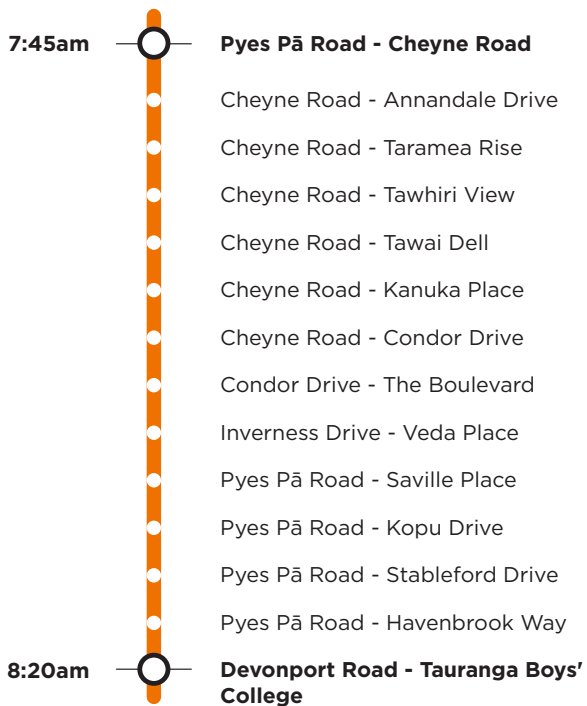 7:45am Pyes Pā Road - Cheyne Road
Cheyne Road - Annandale Drive
Cheyne Road - Taramea Rise
Cheyne Road - Tawhiri View
Cheyne Road - Tawai Dell
Cheyne Road - Kanuka Place
Cheyne Road - Condor Drive
Condor Drive - The Boulevard
Inverness Drive - Veda Place
Pyes Pā Road - Saville Place
Pyes Pā Road - Kopu Drive
Pyes Pā Road - Stableford Drive
Pyes Pā Road - Havenbrook Way
8:20am Devonport Road - Tauranga Boys'
College